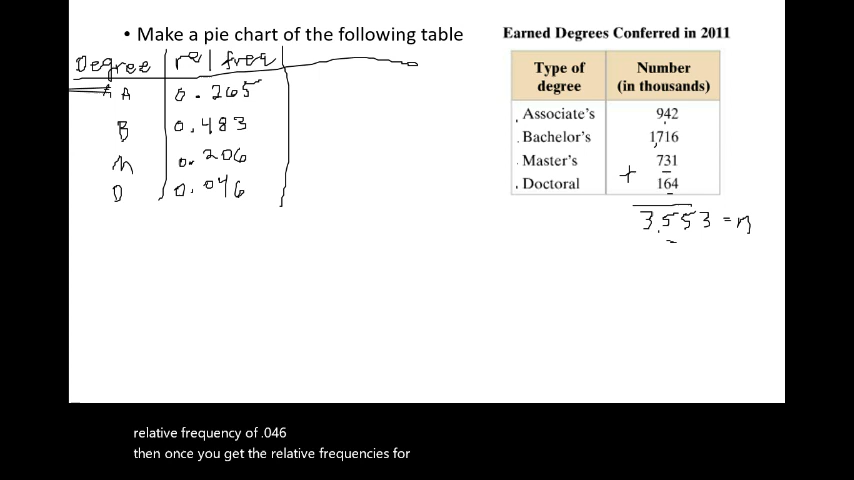 • Make a pie chart of the following table
Degree rel freq
A 0.265
B 0.483
M 0.206
D 0.046
Earned Degrees Conferred in 2011
Type of degree Number (in thousands)
Associate's 942
Bachelor's 1716
Master's 731
Doctoral + 164
3,553 = n
relative frequency of .046
then once you get the relative frequencies for